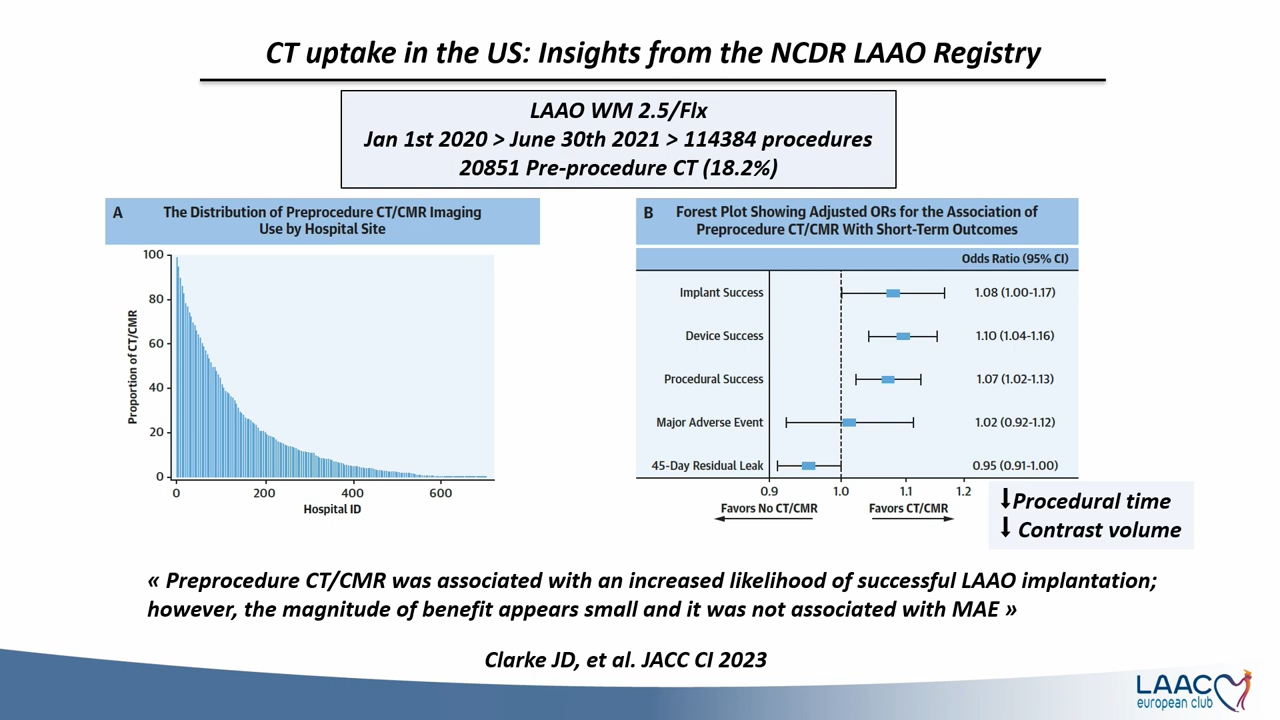 CT uptake in the US: Insights from the NCDR LAAO Registry
LAAO WM 2.5/Flx
Jan 1st 2020 > June 30th 2021 > 114384 procedures
20851 Pre-procedure CT (18.2%)
A The Distribution of Preprocedure CT/CMR Imaging
Use by Hospital Site
Proportion of CT/CMR
100
80
60
40
20
0
0 200 400 600
Hospital ID
B Forest Plot Showing Adjusted ORs for the Association of
Preprocedure CT/CMR With Short-Term Outcomes
Odds Ratio (95% CI)
Implant Success 1.08 (1.00-1.17)
Device Success 1.10 (1.04-1.16)
Procedural Success 1.07 (1.02-1.13)
Major Adverse Event 1.02 (0.92-1.12)
45-Day Residual Leak 0.95 (0.91-1.00)
0.9 1.0 1.1 1.2
Favors No CT/CMR Favors CT/CMR
⬇Procedural time
⬇ Contrast volume
« Preprocedure CT/CMR was associated with an increased likelihood of successful LAAO implantation;
however, the magnitude of benefit appears small and it was not associated with MAE »
Clarke JD, et al. JACC CI 2023
LAAC
european club